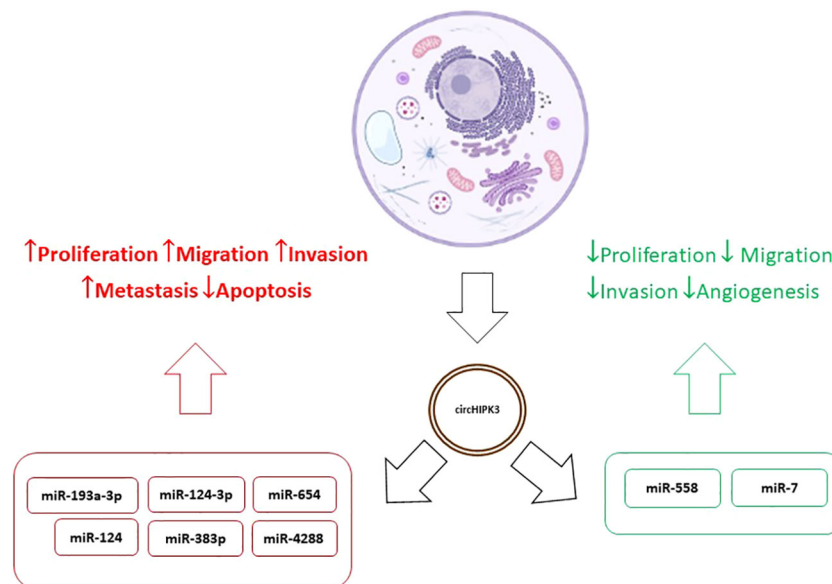 ↑Proliferation ↑Migration ↑Invasion
↑Metastasis ↓Apoptosis
↓Proliferation ↓ Migration
↓Invasion ↓Angiogenesis
circHIPK3
miR-193a-3p miR-124-3p miR-654
miR-124 miR-383p miR-4288
miR-558 miR-7